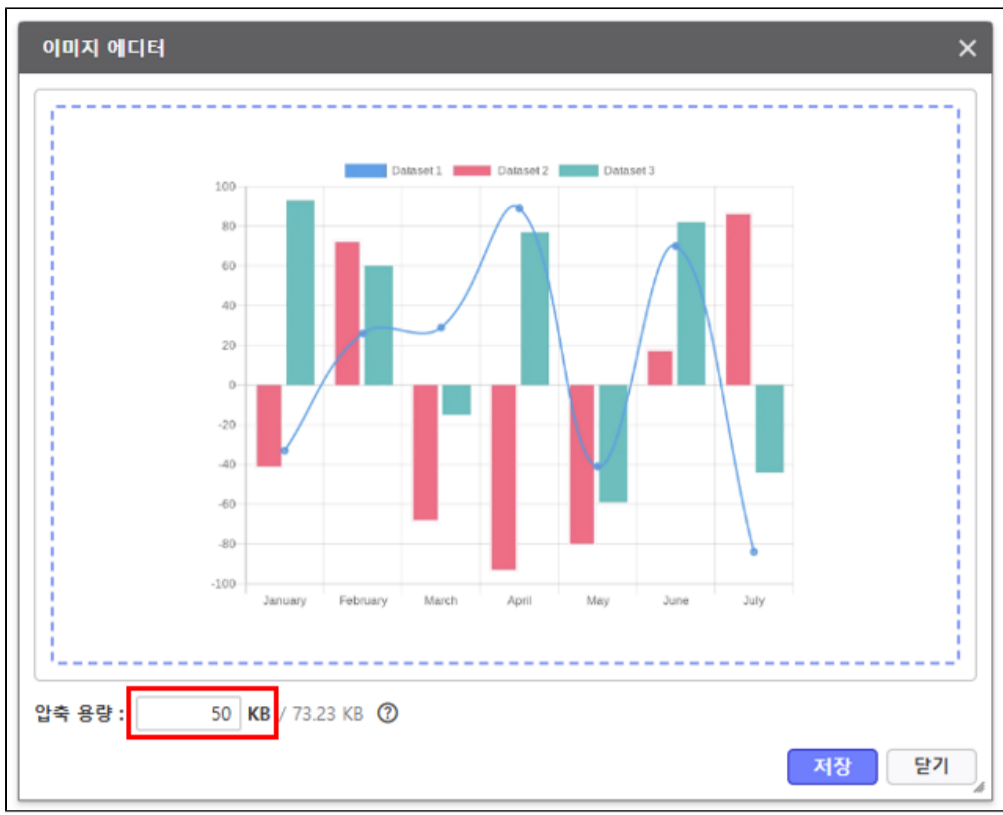 이미지 에디터
Dataset 1 Dataset 2 Dataset 3
100
80
60
40
20
0
-20
-40
-60
-80
-100
January February March April May June July
압축 용량 : 50 KB / 73.23 KB ?
저장 닫기